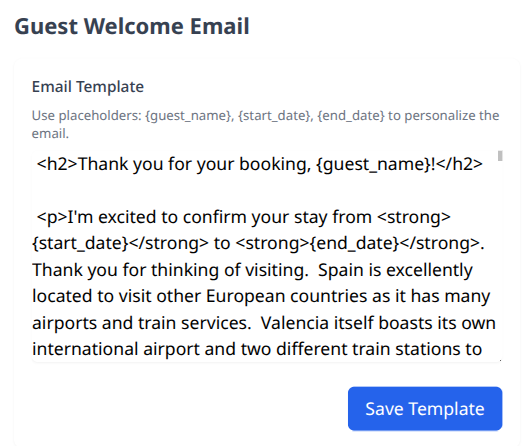 Guest Welcome Email
Email Template
Use placeholders: {guest_name}, {start_date}, {end_date} to personalize the
email.
<h2>Thank you for your booking, {guest_name}!</h2>
<p>I'm excited to confirm your stay from <strong>
{start_date}</strong> to <strong>{end_date}</strong>.
Thank you for thinking of visiting.  Spain is excellently
located to visit other European countries as it has many
airports and train services.  Valencia itself boasts its own
international airport and two different train stations to
Save Template